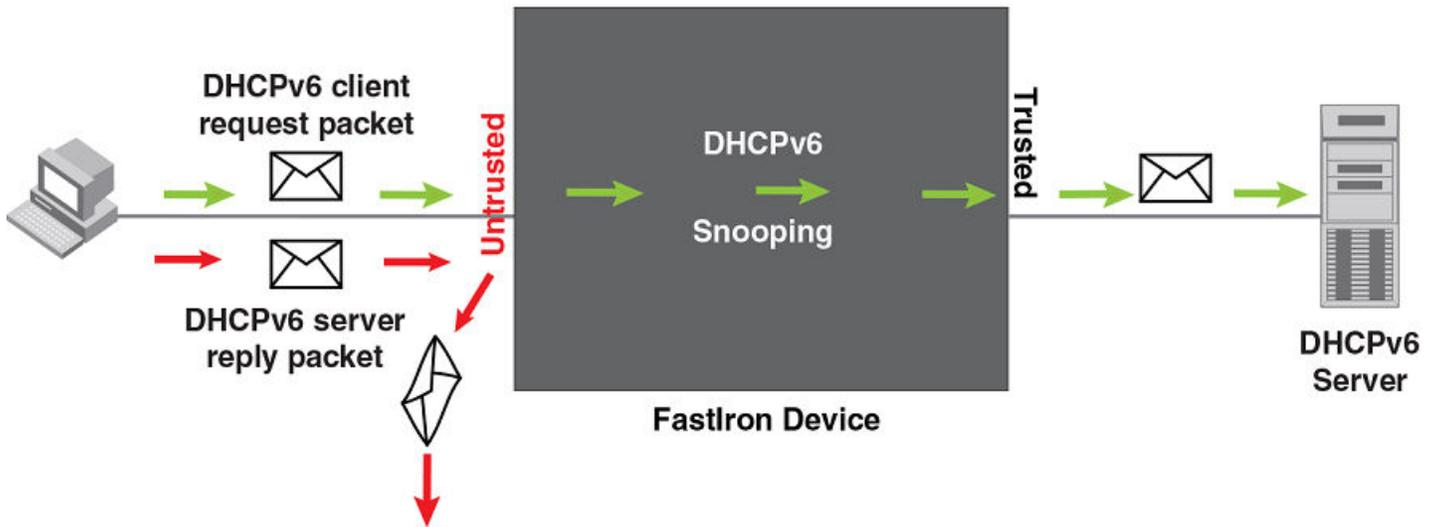 DHCPv6 client
request packet
Untrusted
DHCPv6
Snooping
Trusted
DHCPv6 server
reply packet
DHCPv6
Server
FastIron Device